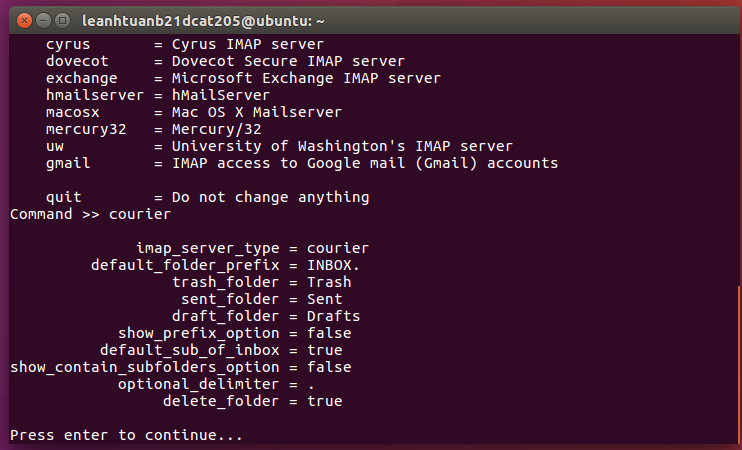 leanhtuanb21dcat205@ubuntu: ~
cyrus = Cyrus IMAP server
dovecot = Dovecot Secure IMAP server
exchange = Microsoft Exchange IMAP server
hmailserver = hMailServer
macosx = Mac OS X Mailserver
mercury32 = Mercury/32
uw = University of Washington's IMAP server
gmail = IMAP access to Google mail (Gmail) accounts
quit = Do not change anything
Command >> courier
imap_server_type = courier
default_folder_prefix = INBOX.
trash_folder = Trash
sent_folder = Sent
draft_folder = Drafts
show_prefix_option = false
default_sub_of_inbox = true
show_contain_subfolders_option = false
optional_delimiter = .
delete_folder = true
Press enter to continue...